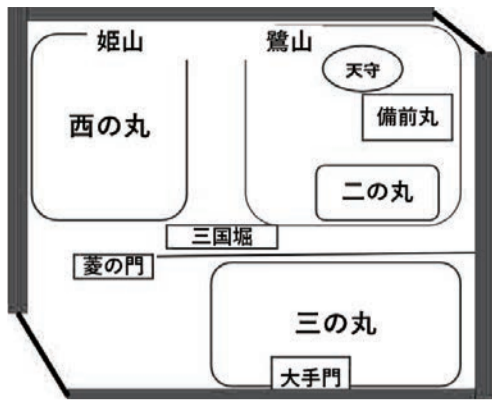 姫山
鷺山
天守
備前丸
西の丸
二の丸
三国堀
菱の門
三の丸
大手門